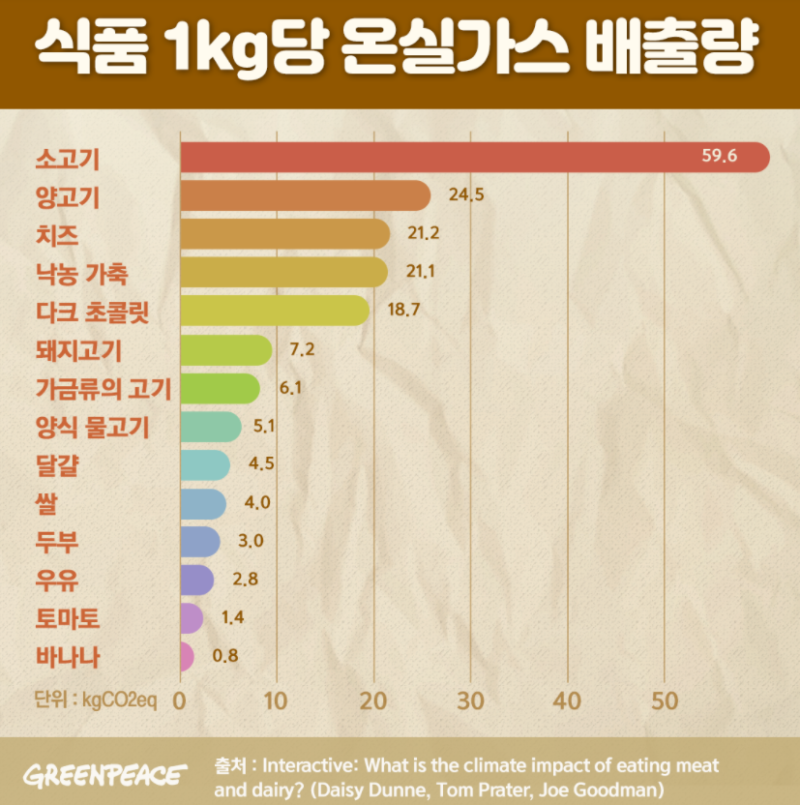 식품 1kg당 온실가스 배출량
소고기 59.6
양고기 24.5
치즈 21.2
낙농 가축 21.1
다크 초콜릿 18.7
돼지고기 7.2
가금류의 고기 6.1
양식 물고기 5.1
달걀 4.5
쌀 4.0
두부 3.0
우유 2.8
토마토 1.4
바나나 0.8
단위 : kgCO2eq 0 10 20 30 40 50
GREENPEACE
출처 : Interactive: What is the climate impact of eating meat
and dairy? (Daisy Dunne, Tom Prater, Joe Goodman)